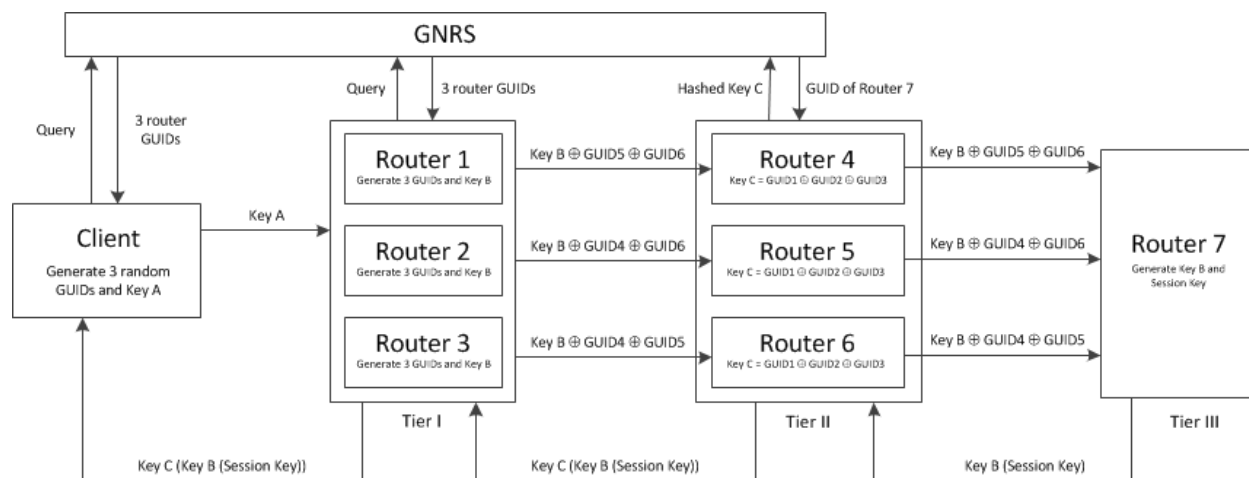 GNRS
Query
3 router
GUIDs
Query
3 router GUIDs
Hashed Key C
GUID of Router 7
Client
Generate 3 random
GUIDs and Key A
Key A
Router 1
Generate 3 GUIDs and Key B
Router 2
Generate 3 GUIDs and Key B
Router 3
Generate 3 GUIDs and Key B
Tier I
Key B ⊕ GUID5 ⊕ GUID6
Key B ⊕ GUID4 ⊕ GUID6
Key B ⊕ GUID4 ⊕ GUID5
Router 4
Key C = GUID1 ⊕ GUID2 ⊕ GUID3
Router 5
Key C = GUID1 ⊕ GUID2 ⊕ GUID3
Router 6
Key C = GUID1 ⊕ GUID2 ⊕ GUID3
Tier II
Key B ⊕ GUID5 ⊕ GUID6
Key B ⊕ GUID4 ⊕ GUID6
Key B ⊕ GUID4 ⊕ GUID5
Router 7
Generate Key B and
Session Key
Tier III
Key C (Key B (Session Key))
Key C (Key B (Session Key))
Key B (Session Key)